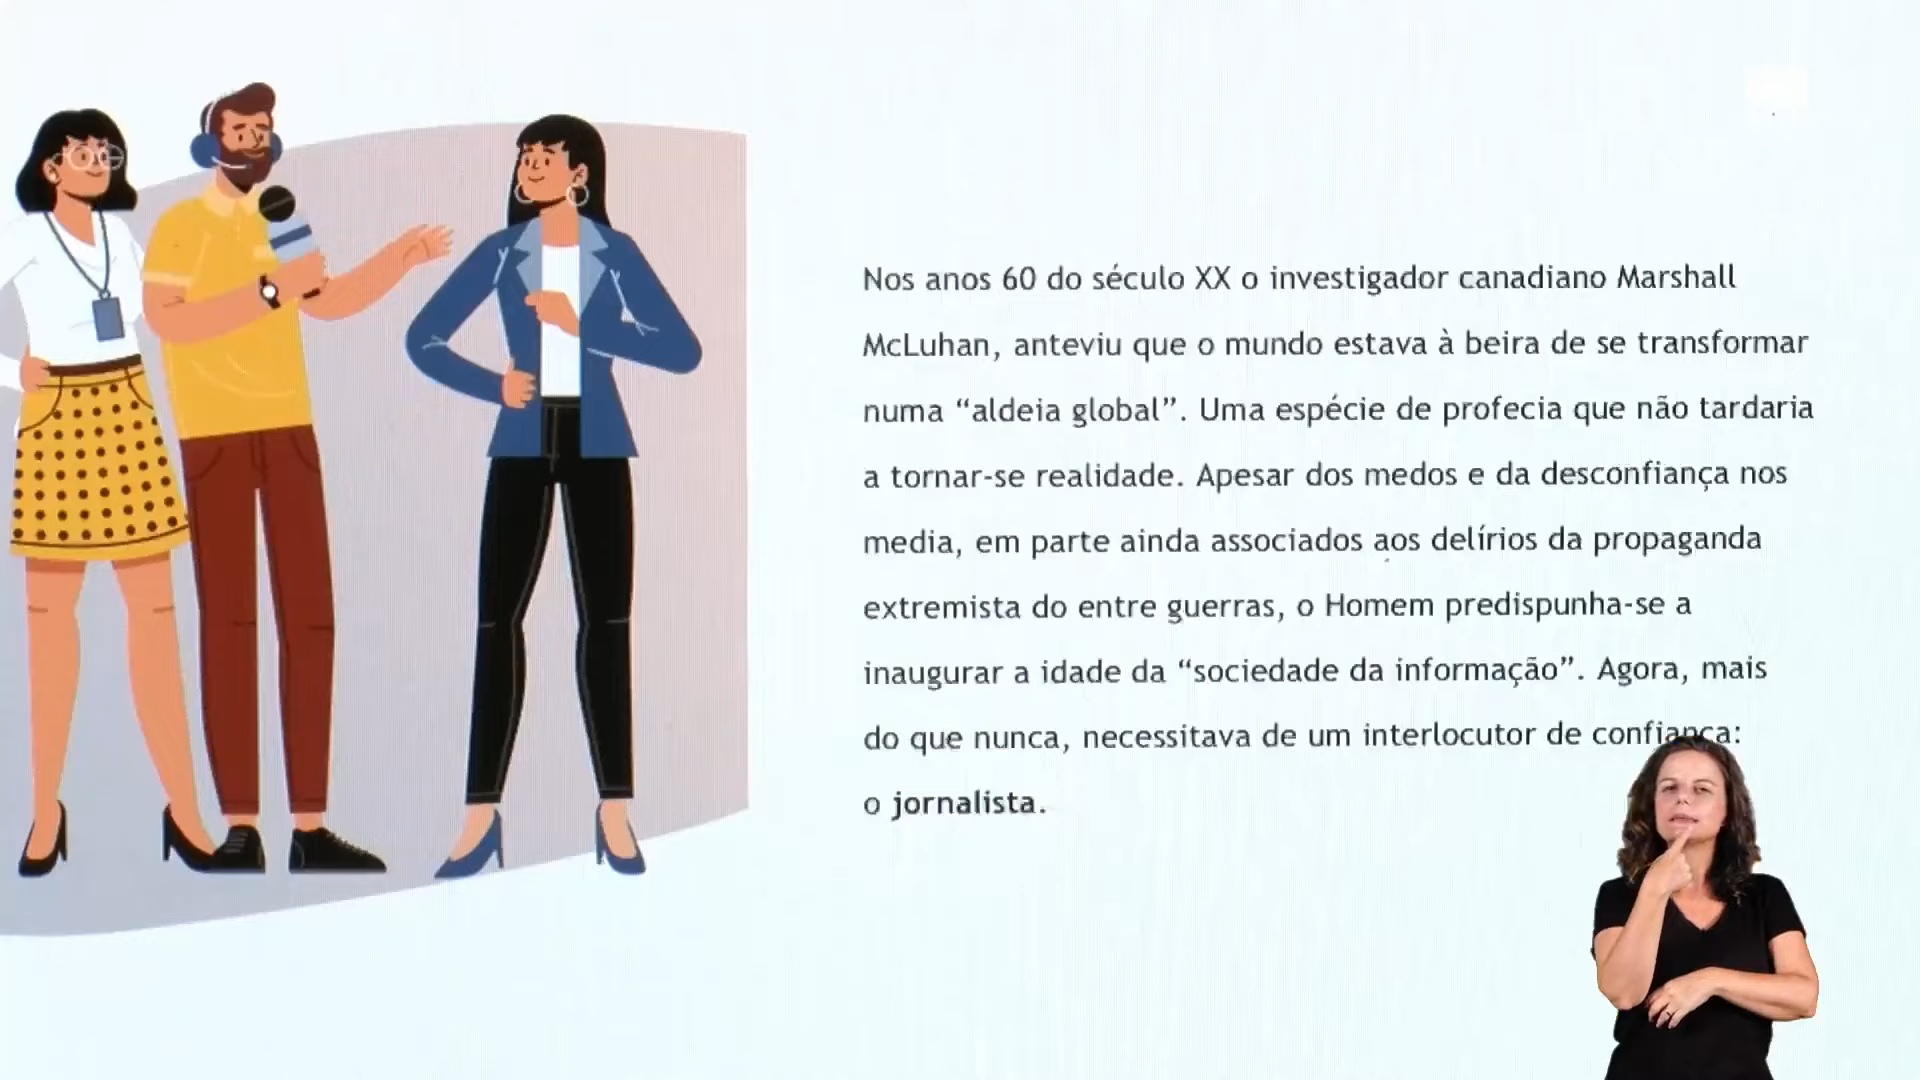 Nos anos 60 do século XX o investigador canadiano Marshall
McLuhan, anteviu que o mundo estava à beira de se transformar
numa “aldeia global”. Uma espécie de profecia que não tardaria
a tornar-se realidade. Apesar dos medos e da desconfiança nos
media, em parte ainda associados aos delírios da propaganda
extremista do entre guerras, o Homem predispunha-se a
inaugurar a idade da “sociedade da informação”. Agora, mais
do que nunca, necessitava de um interlocutor de confiança:
o jornalista.